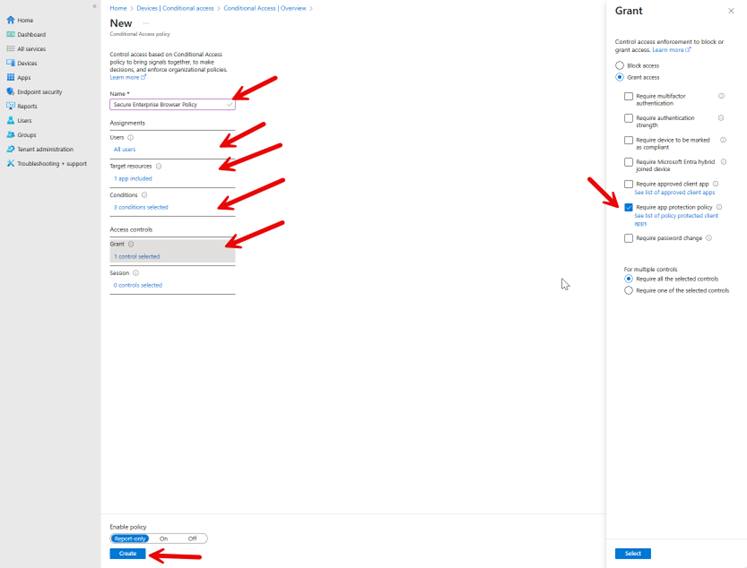 Home
Dashboard
All services
Devices
Apps
Endpoint security
Reports
Users
Groups
Tenant administration
Troubleshooting + support
Home > Devices | Conditional access > Conditional Access | Overview >
New ...
Conditional Access policy
Control access based on Conditional Access
policy to bring signals together, to make
decisions, and enforce organizational policies.
Learn more
Name *
Secure Enterprise Browser Policy
Assignments
Users
All users
Target resources
1 app included
Conditions
3 conditions selected
Access controls
Grant
1 control selected
Session
0 controls selected
Enable policy
Report-only On Off
Create
Grant
Control access enforcement to block or
grant access. Learn more
Block access
Grant access
Require multifactor
authentication
Require authentication
strength
Require device to be marked
as compliant
Require Microsoft Entra hybrid
joined device
Require approved client app
See list of approved client apps
Require app protection policy
See list of policy protected client
apps
Require password change
For multiple controls
Require all the selected controls
Require one of the selected controls
Select